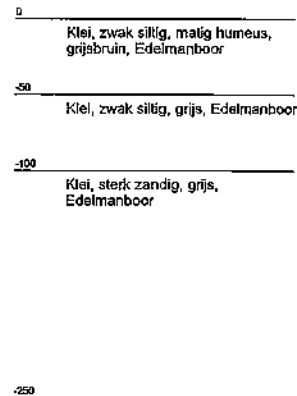 0
Klei, zwak siltig, matig humeus,
grijsbruin, Edelmanboor
-50
Klei, zwak siltig, grijs, Edelmanboor
-100
Klei, sterk zandig, grijs,
Edelmanboor
-250